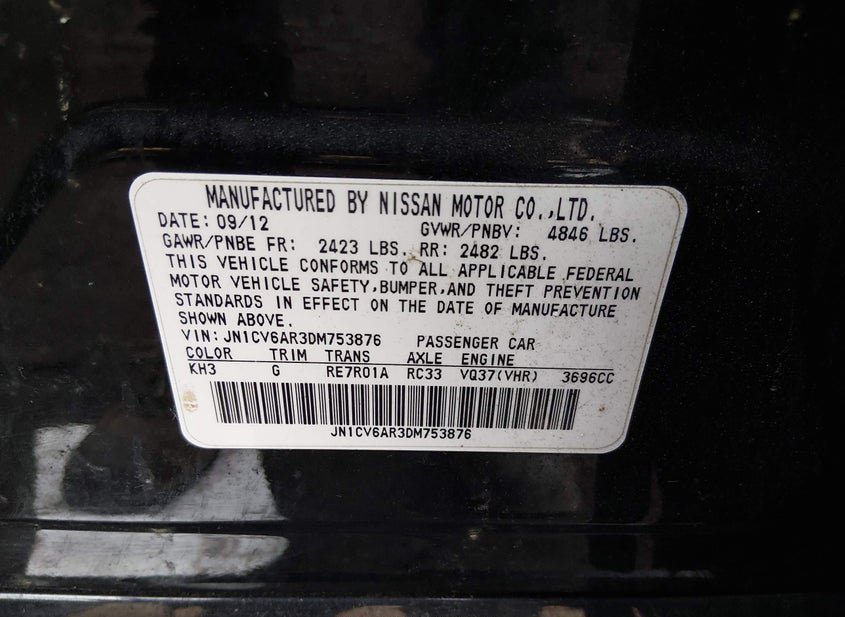 MANUFACTURED BY NISSAN MOTOR CO.,LTD.
DATE: 09/12 GVWR/PNBV: 4846 LBS.
GAWR/PNBE FR: 2423 LBS. RR: 2482 LBS.
THIS VEHICLE CONFORMS TO ALL APPLICABLE FEDERAL
MOTOR VEHICLE SAFETY,BUMPER,AND THEFT PREVENTION
STANDARDS IN EFFECT ON THE DATE OF MANUFACTURE
SHOWN ABOVE.
VIN: JN1CV6AR3DM753876 PASSENGER CAR
COLOR TRIM TRANS AXLE ENGINE
KH3 G RE7R01A RC33 VQ37(VHR) 3696CC
JN1CV6AR3DM753876